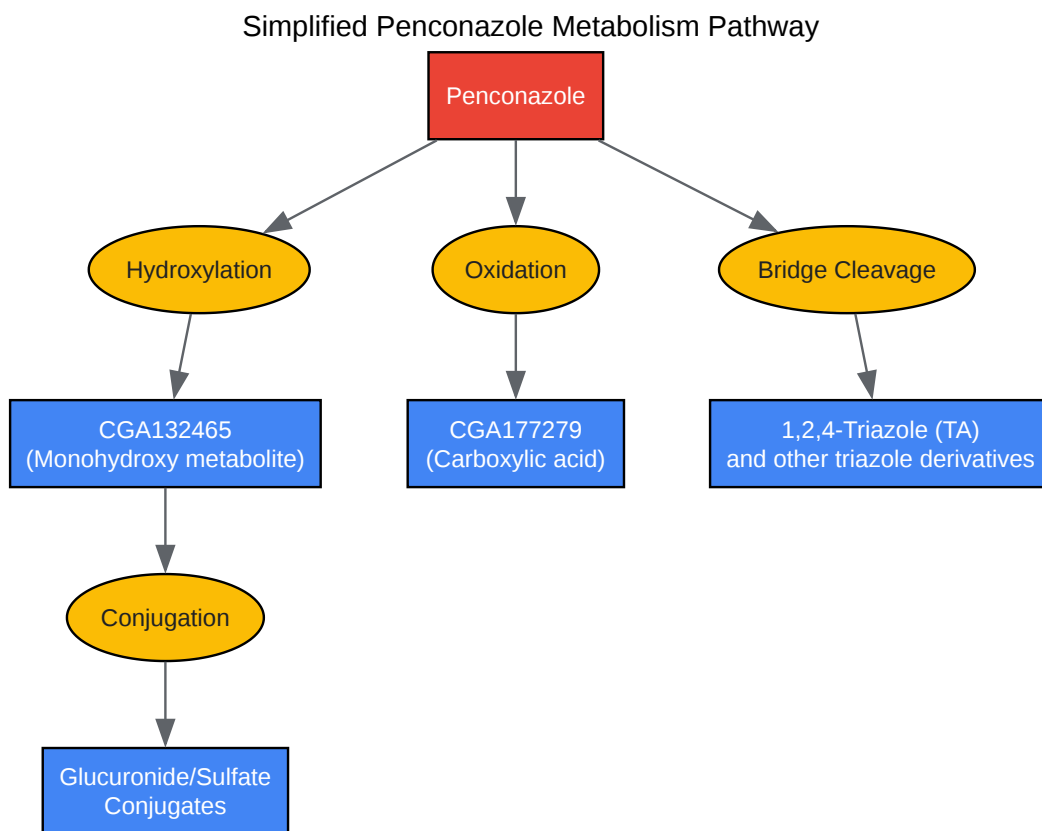 Simplified Penconazole Metabolism Pathway
Penconazole
Hydroxylation
Oxidation
Bridge Cleavage
CGA132465
(Monohydroxy metabolite)
CGA177279
(Carboxylic acid)
1,2,4-Triazole (TA)
and other triazole derivatives
Conjugation
Glucuronide/Sulfate
Conjugates